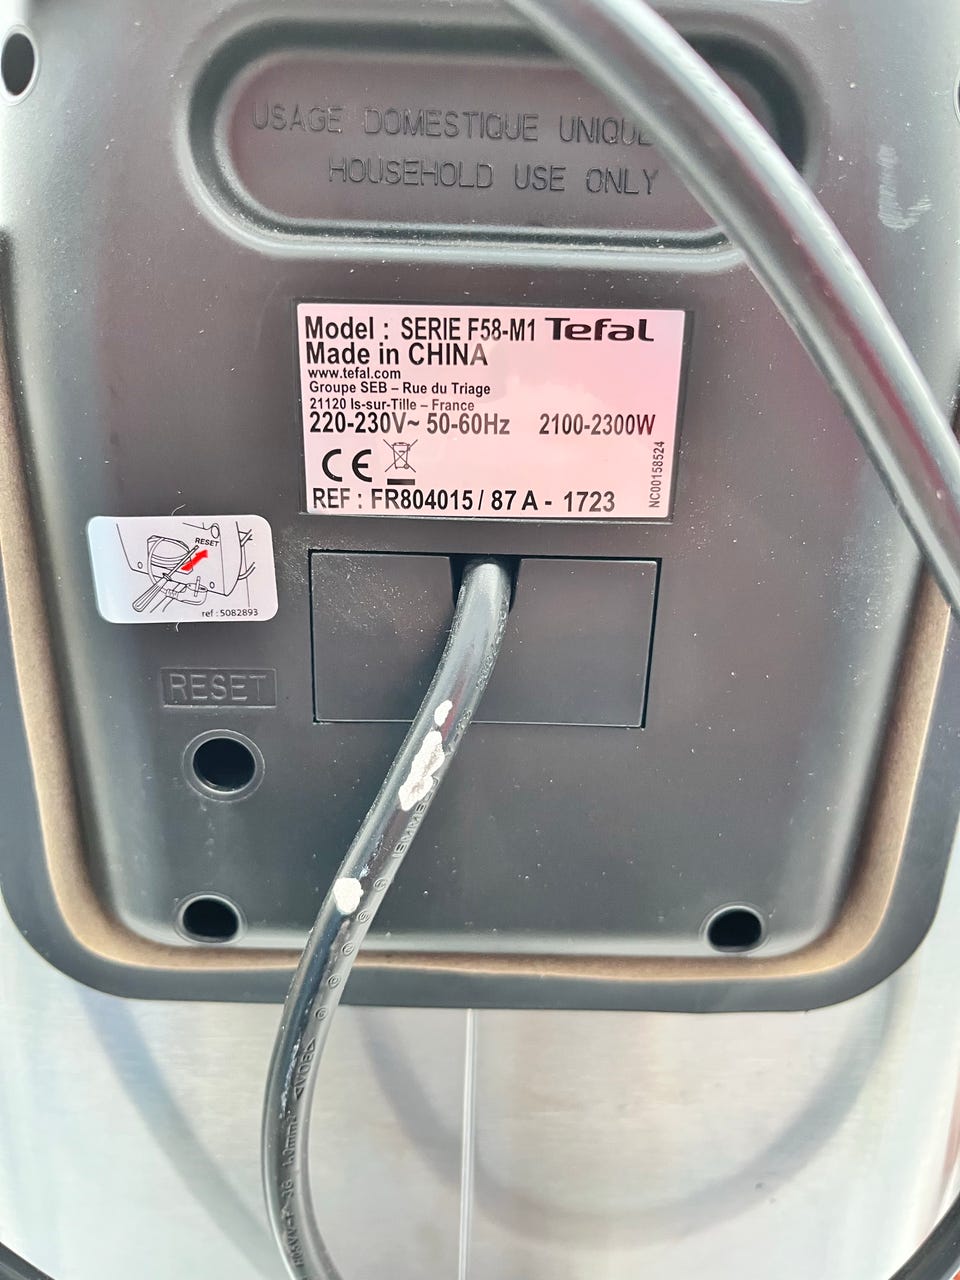 USAGE DOMESTIQUE UNIQUE
HOUSEHOLD USE ONLY
Model : SERIE F58-M1 Tefal
Made in CHINA
www.tefal.com
Groupe SEB – Rue du Triage
21120 Is-sur-Tille – France
220-230V~ 50-60Hz 2100-2300W
CE
NC00158524
REF : FR804015 / 87 A - 1723
RESET
ref : 5082893
RESET